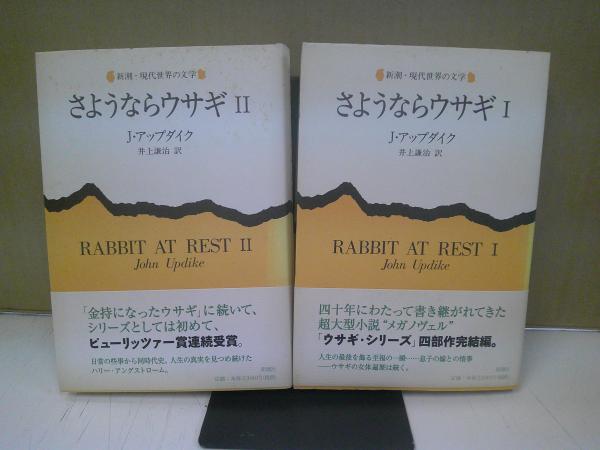 新潮・現代世界の文学
さようならウサギ II
J・アップダイク
井上謙治 訳
RABBIT AT REST II
John Updike
「金持になったウサギ」に続いて、
シリーズとしては初めて、
ピューリッツァー賞連続受賞。
日常の些事から同時代史、人生の真実を見つめ続けた
ハリー・アングストローム。
新潮社
新潮・現代世界の文学
さようならウサギ I
J・アップダイク
井上謙治 訳
RABBIT AT REST I
John Updike
四十年にわたって書き継がれてきた
超大型小説“メガノヴェル”
「ウサギ・シリーズ」四部作完結編。
人生の最後を飾る至福の一瞬……息子の嫁との情事
――ウサギの女体遍歴は続く。
新潮社